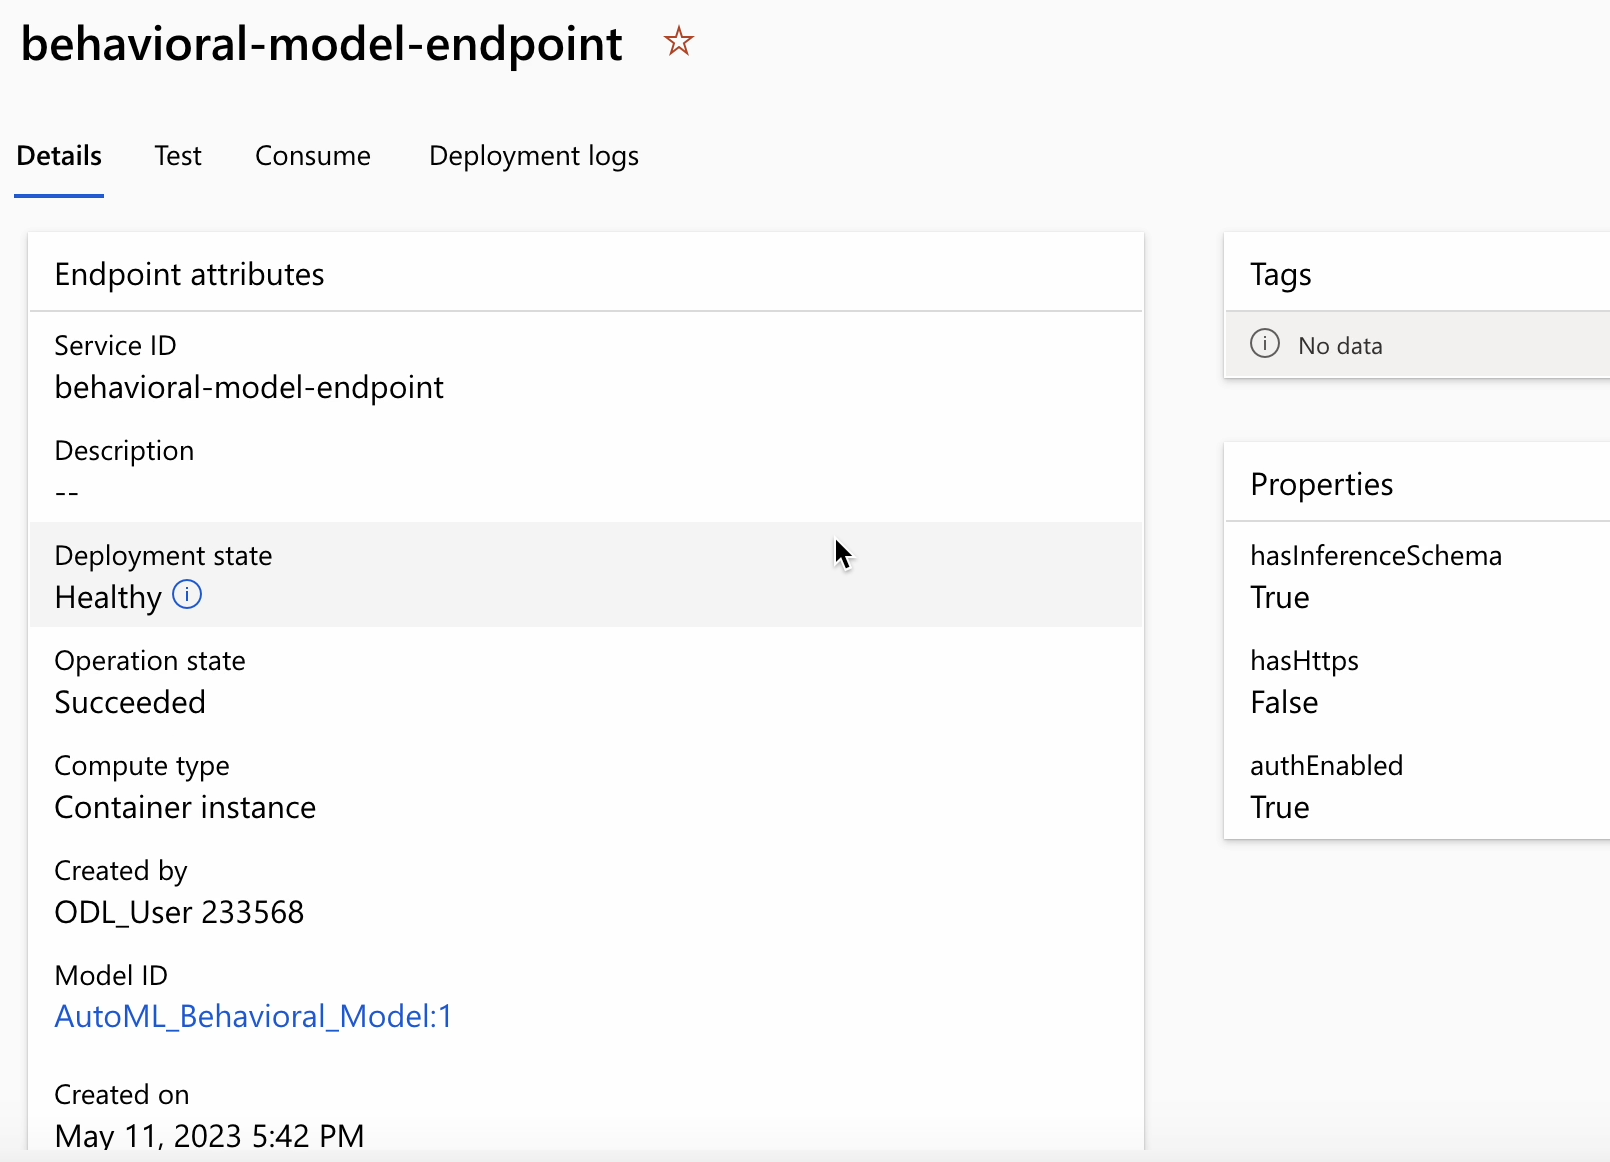 behavioral-model-endpoint
Details Test Consume Deployment logs
Endpoint attributes
Service ID
behavioral-model-endpoint
Description
--
Deployment state
Healthy
Operation state
Succeeded
Compute type
Container instance
Created by
ODL_User 233568
Model ID
AutoML_Behavioral_Model:1
Created on
May 11, 2023 5:42 PM
Tags
No data
Properties
hasInferenceSchema
True
hasHttps
False
authEnabled
True